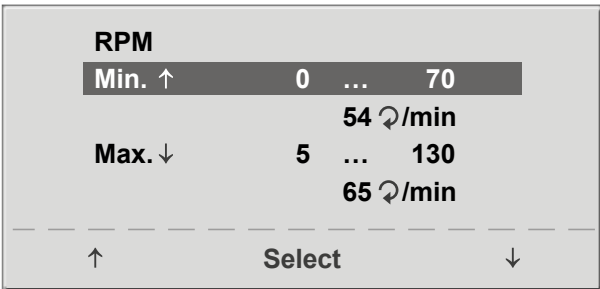 RPM
Min. ↑ 0 … 70
54 /min
Max. ↓ 5 … 130
65 /min
↑ Select ↓